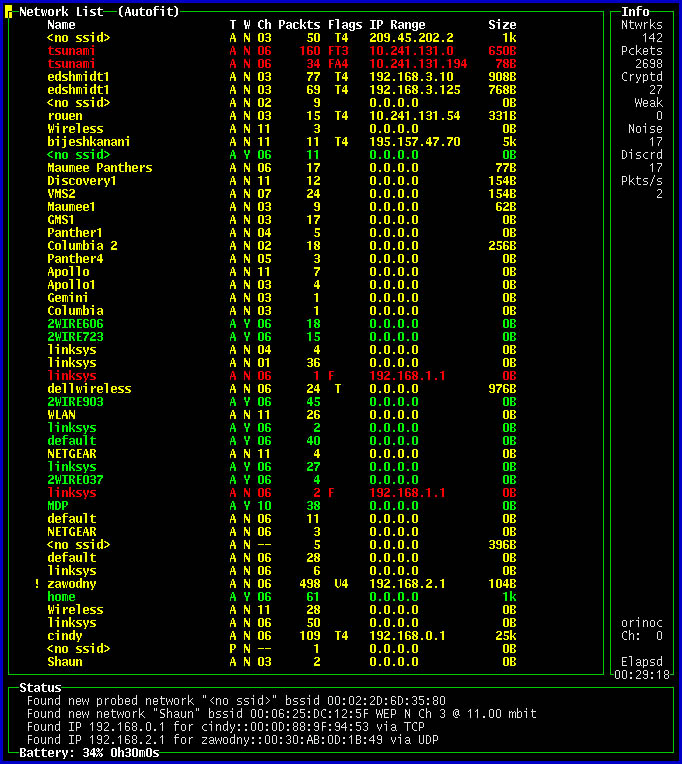 Network List—(Autofit)
Name T W Ch Packts Flags IP Range Size
<no ssid> A N 03 50 T4 209.45.202.2 1k
tsunami A N 06 160 FT3 10.241.131.0 650B
tsunami A N 06 34 FA4 10.241.131.194 78B
edshmidt1 A N 03 77 T4 192.168.3.10 908B
edshmidt1 A N 03 69 T4 192.168.3.125 768B
<no ssid> A N 02 9 0.0.0.0 0B
rouen A N 03 15 T4 10.241.131.54 331B
Wireless A N 11 3 0.0.0.0 0B
bijeshkanani A N 11 11 T4 195.157.47.70 5k
<no ssid> A Y 06 11 0.0.0.0 0B
Maumee Panthers A N 06 17 0.0.0.0 77B
Discovery1 A N 11 12 0.0.0.0 154B
VMS2 A N 07 24 0.0.0.0 154B
Maumee1 A N 03 9 0.0.0.0 62B
GMS1 A N 03 17 0.0.0.0 0B
Panther1 A N 04 5 0.0.0.0 0B
Columbia 2 A N 02 18 0.0.0.0 256B
Panther4 A N 05 3 0.0.0.0 0B
Apollo A N 11 7 0.0.0.0 0B
Apollo1 A N 03 4 0.0.0.0 0B
Gemini A N 03 1 0.0.0.0 0B
Columbia A N 03 1 0.0.0.0 0B
2WIRE606 A Y 06 18 0.0.0.0 0B
2WIRE723 A Y 06 15 0.0.0.0 0B
linksys A N 04 4 0.0.0.0 0B
linksys A N 01 36 0.0.0.0 0B
linksys A N 06 1 F 192.168.1.1 0B
dellwireless A N 06 24 T 0.0.0.0 976B
2WIRE903 A Y 06 45 0.0.0.0 0B
WLAN A N 11 26 0.0.0.0 0B
linksys A Y 06 2 0.0.0.0 0B
default A Y 06 40 0.0.0.0 0B
NETGEAR A N 11 4 0.0.0.0 0B
linksys A Y 06 27 0.0.0.0 0B
2WIRE037 A Y 06 4 0.0.0.0 0B
linksys A N 06 2 F 192.168.1.1 0B
MDP A Y 10 38 0.0.0.0 0B
default A N 06 11 0.0.0.0 0B
NETGEAR A N 06 3 0.0.0.0 0B
<no ssid> A N -- 5 0.0.0.0 396B
default A N 06 28 0.0.0.0 0B
linksys A N 06 6 0.0.0.0 0B
! zawodny A N 06 498 U4 192.168.2.1 104B
home A Y 06 61 0.0.0.0 1k
Wireless A N 11 28 0.0.0.0 0B
linksys A N 06 50 0.0.0.0 0B
cindy A N 06 109 T4 192.168.0.1 25k
<no ssid> P N -- 1 0.0.0.0 0B
Shaun A N 03 2 0.0.0.0 0B
Info
Ntwrks
142
Pckets
2698
Cryptd
27
Weak
0
Noise
17
Discrd
17
Pkts/s
2
orinoc
Ch: 0
Elapsd
00:29:18
Status
Found new probed network "<no ssid>" bssid 00:02:2D:6D:35:80
Found new network "Shaun" bssid 00:06:25:DC:12:5F WEP N Ch 3 @ 11.00 mbit
Found IP 192.168.0.1 for cindy::00:0D:88:9F:94:53 via TCP
Found IP 192.168.2.1 for zawodny::00:30:AB:0D:1B:49 via UDP
Battery: 34% 0h30m0s